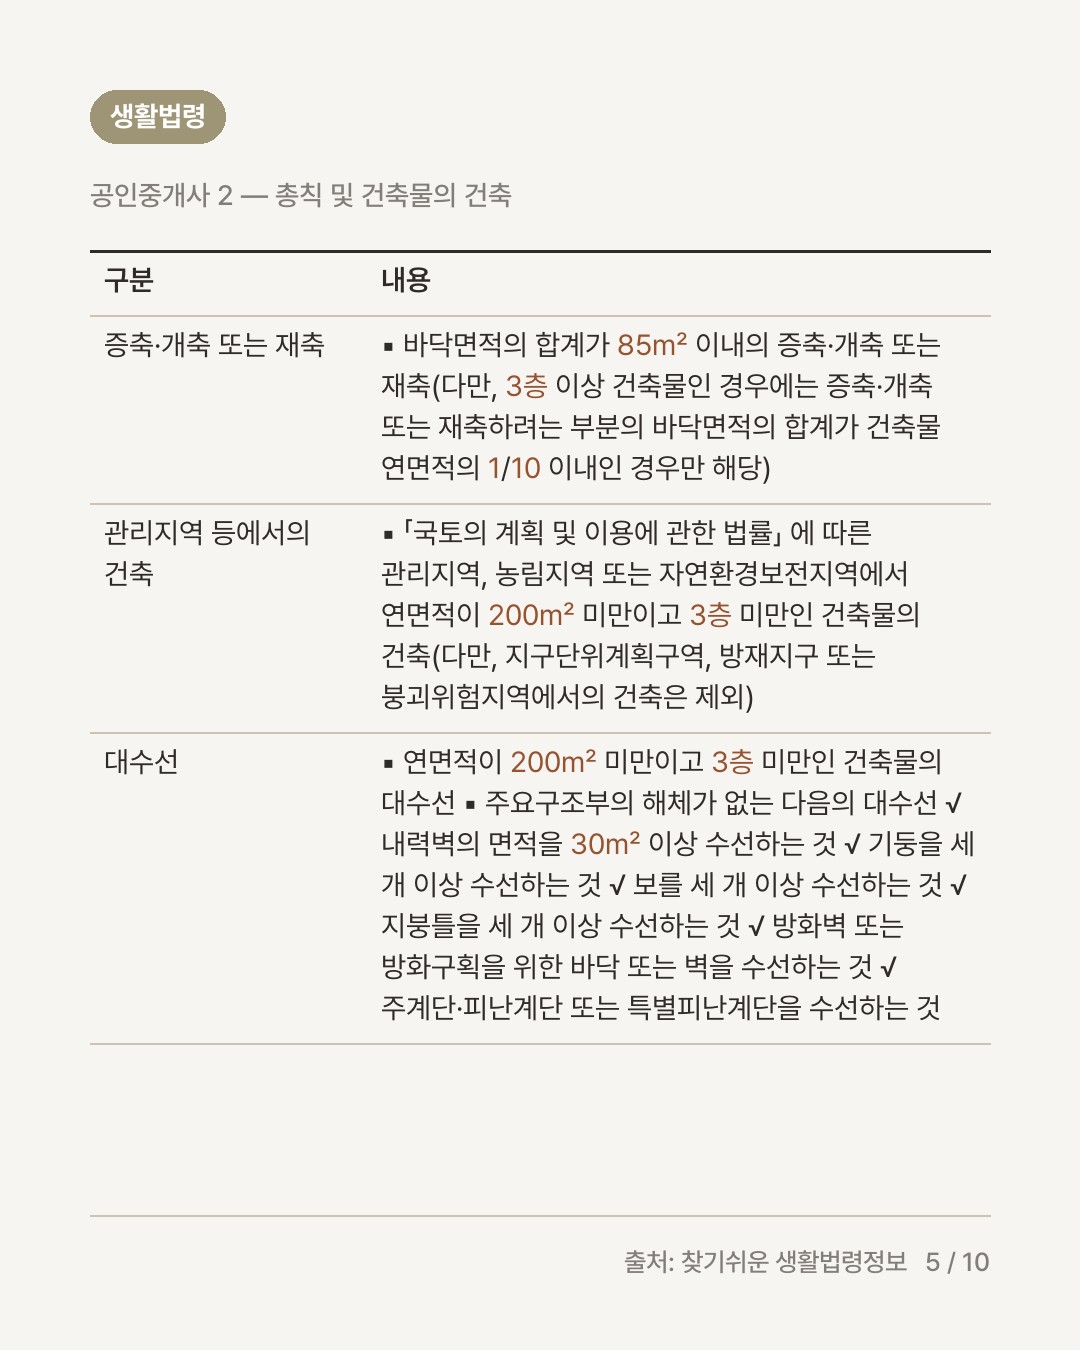 생활법령
공인중개사 2 — 총칙 및 건축물의 건축
구분 내용
증축·개축 또는 재축 ▪ 바닥면적의 합계가 85m² 이내의 증축·개축 또는
재축(다만, 3층 이상 건축물인 경우에는 증축·개축
또는 재축하려는 부분의 바닥면적의 합계가 건축물
연면적의 1/10 이내인 경우만 해당)
관리지역 등에서의 ▪ 「국토의 계획 및 이용에 관한 법률」 에 따른
건축 관리지역, 농림지역 또는 자연환경보전지역에서
연면적이 200m² 미만이고 3층 미만인 건축물의
건축(다만, 지구단위계획구역, 방재지구 또는
붕괴위험지역에서의 건축은 제외)
대수선 ▪ 연면적이 200m² 미만이고 3층 미만인 건축물의
대수선 ▪ 주요구조부의 해체가 없는 다음의 대수선 √
내력벽의 면적을 30m² 이상 수선하는 것 √ 기둥을 세
개 이상 수선하는 것 √ 보를 세 개 이상 수선하는 것 √
지붕틀을 세 개 이상 수선하는 것 √ 방화벽 또는
방화구획을 위한 바닥 또는 벽을 수선하는 것 √
주계단·피난계단 또는 특별피난계단을 수선하는 것
출처: 찾기쉬운 생활법령정보 5 / 10